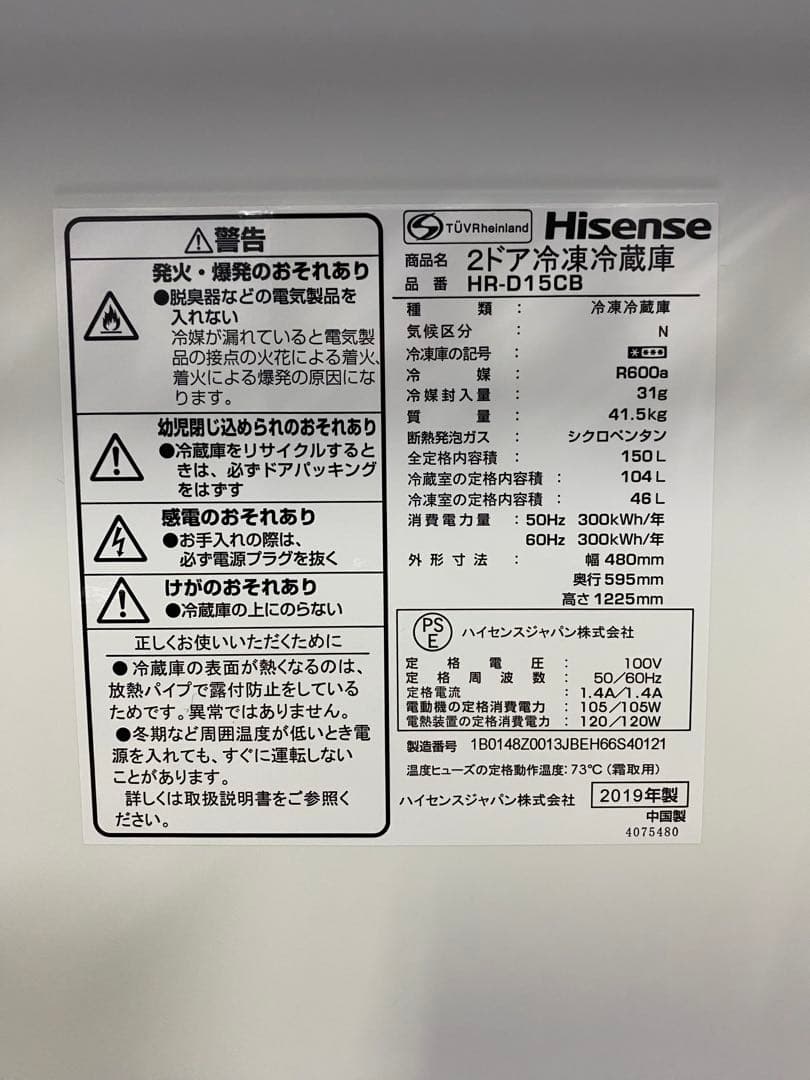 ⚠警告
発火・爆発のおそれあり
●脱臭器などの電気製品を
入れない
冷媒が漏れていると電気製
品の接点の火花による着火、
着火による爆発の原因にな
ります。
幼児閉じ込められのおそれあり
●冷蔵庫をリサイクルすると
きは、必ずドアパッキング
をはずす
感電のおそれあり
●お手入れの際は、
必ず電源プラグを抜く
けがのおそれあり
●冷蔵庫の上にのらない
正しくお使いいただくために
●冷蔵庫の表面が熱くなるのは、
放熱パイプで露付防止をしている
ためです。異常ではありません。
●冬期など周囲温度が低いとき電
源を入れても、すぐに運転しない
ことがあります。
詳しくは取扱説明書をご参照く
ださい。
TÜVRheinland Hisense
商品名 2ドア冷凍冷蔵庫
品番 HR-D15CB
種類 : 冷凍冷蔵庫
気候区分 : N
冷凍庫の記号 :
冷媒 : R600a
冷媒封入量 : 31g
質量 : 41.5kg
断熱発泡ガス : シクロペンタン
全定格内容積 : 150L
冷蔵室の定格内容積 : 104L
冷凍室の定格内容積 : 46L
消費電力量 : 50Hz 300kWh/年
60Hz 300kWh/年
外形寸法 : 幅 480mm
奥行 595mm
高さ 1225mm
PSE ハイセンスジャパン株式会社
定格電圧 : 100V
定格周波数 : 50/60Hz
定格電流 : 1.4A/1.4A
電動機の定格消費電力 : 105/105W
電熱装置の定格消費電力 : 120/120W
製造番号 1B0148Z0013JBEH66S40121
温度ヒューズの定格動作温度:73℃(霜取用)
ハイセンスジャパン株式会社 2019年製
中国製
4075480